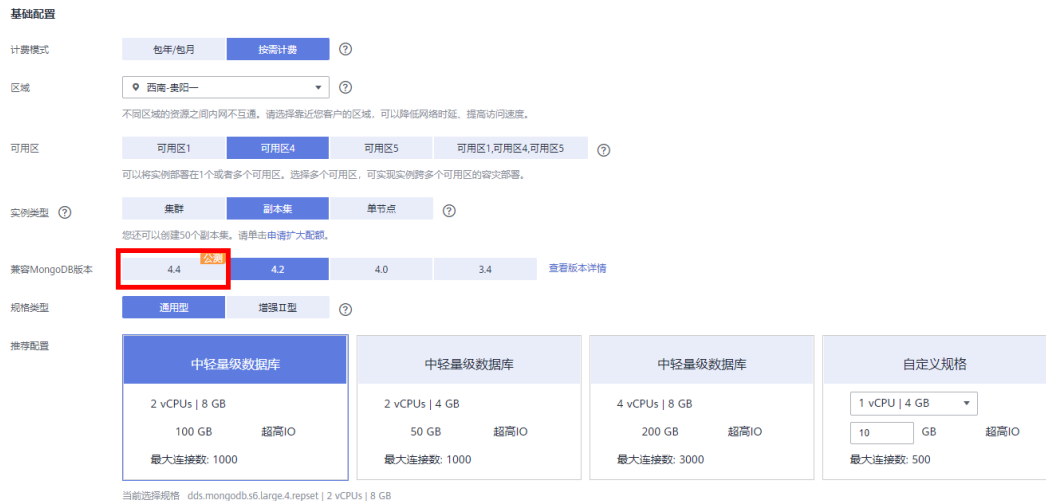 基础配置
计费模式 包年/包月 按需计费 ?
区域 西南-贵阳一 ?
不同区域的资源之间内网不互通。请选择靠近您客户的区域，可以降低网络时延、提高访问速度。
可用区 可用区1 可用区4 可用区5 可用区1,可用区4,可用区5 ?
可以将实例部署在1个或者多个可用区。选择多个可用区，可实现实例跨多个可用区的容灾部署。
实例类型 ? 集群 副本集 单节点 ?
您还可以创建50个副本集。请单击申请扩大配额。
兼容MongoDB版本 4.4 公测 4.2 4.0 3.4 查看版本详情
规格类型 通用型 增强II型 ?
推荐配置 中轻量级数据库 中轻量级数据库 中轻量级数据库 自定义规格
2 vCPUs | 8 GB 2 vCPUs | 4 GB 4 vCPUs | 8 GB 1 vCPU | 4 GB
100 GB 超高IO 50 GB 超高IO 200 GB 超高IO 10 GB 超高IO
最大连接数: 1000 最大连接数: 1000 最大连接数: 3000 最大连接数: 500
当前选择规格 dds.mongodb.s6.large.4.repset | 2 vCPUs | 8 GB